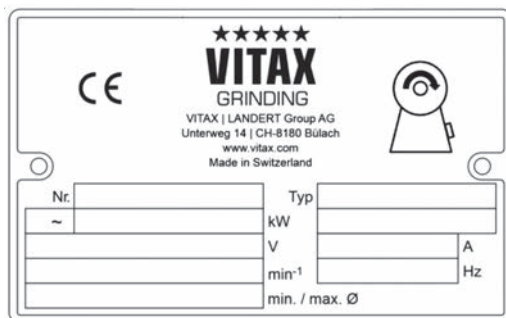 ★★★★★
CE
VITAX
GRINDING
VITAX | LANDERT Group AG
Unterweg 14 | CH-8180 Bülach
www.vitax.com
Made in Switzerland
Nr. Typ
~ kW
V A
min-1 Hz
min. / max. Ø